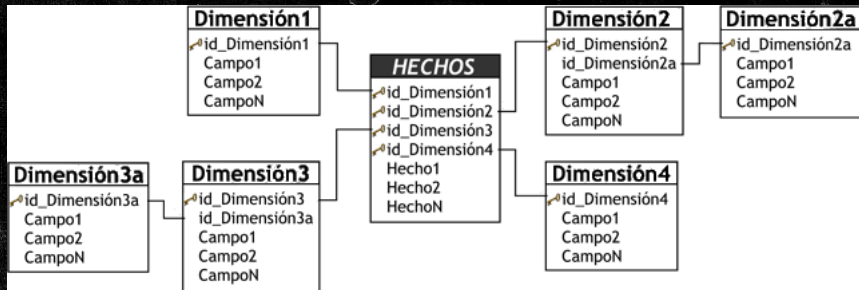 Dimensión1
id_Dimensión1
Campo1
Campo2
CampoN
HECHOS
id_Dimensión1
id_Dimensión2
id_Dimensión3
id_Dimensión4
Hecho1
Hecho2
HechoN
Dimensión2
id_Dimensión2
id_Dimensión2a
Campo1
Campo2
CampoN
Dimensión2a
id_Dimensión2a
Campo1
Campo2
CampoN
Dimensión3a
id_Dimensión3a
Campo1
Campo2
CampoN
Dimensión3
id_Dimensión3
id_Dimensión3a
Campo1
Campo2
CampoN
Dimensión4
id_Dimensión4
Campo1
Campo2
CampoN